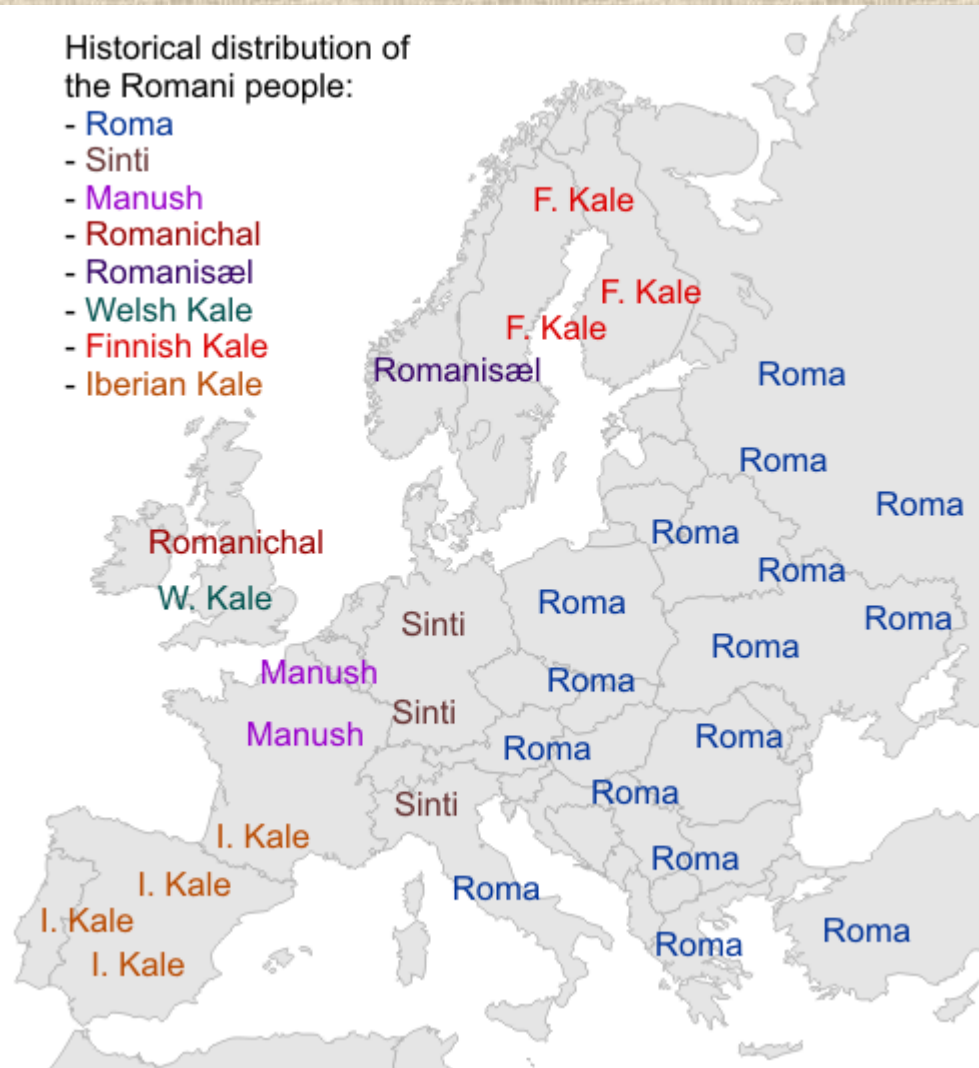 Historical distribution of
the Romani people:
- Roma
- Sinti
- Manush
- Romanichal
- Romanisæl
- Welsh Kale
- Finnish Kale
- Iberian Kale
F. Kale
F. Kale
F. Kale
Romanisæl
Roma
Roma
Roma
Roma
Romanichal
Roma
W. Kale
Roma
Roma
Sinti
Roma
Manush
Roma
Sinti
Manush
Roma
Roma
Roma
Sinti
I. Kale
Roma
I. Kale
Roma
I. Kale
Roma
Roma
I. Kale